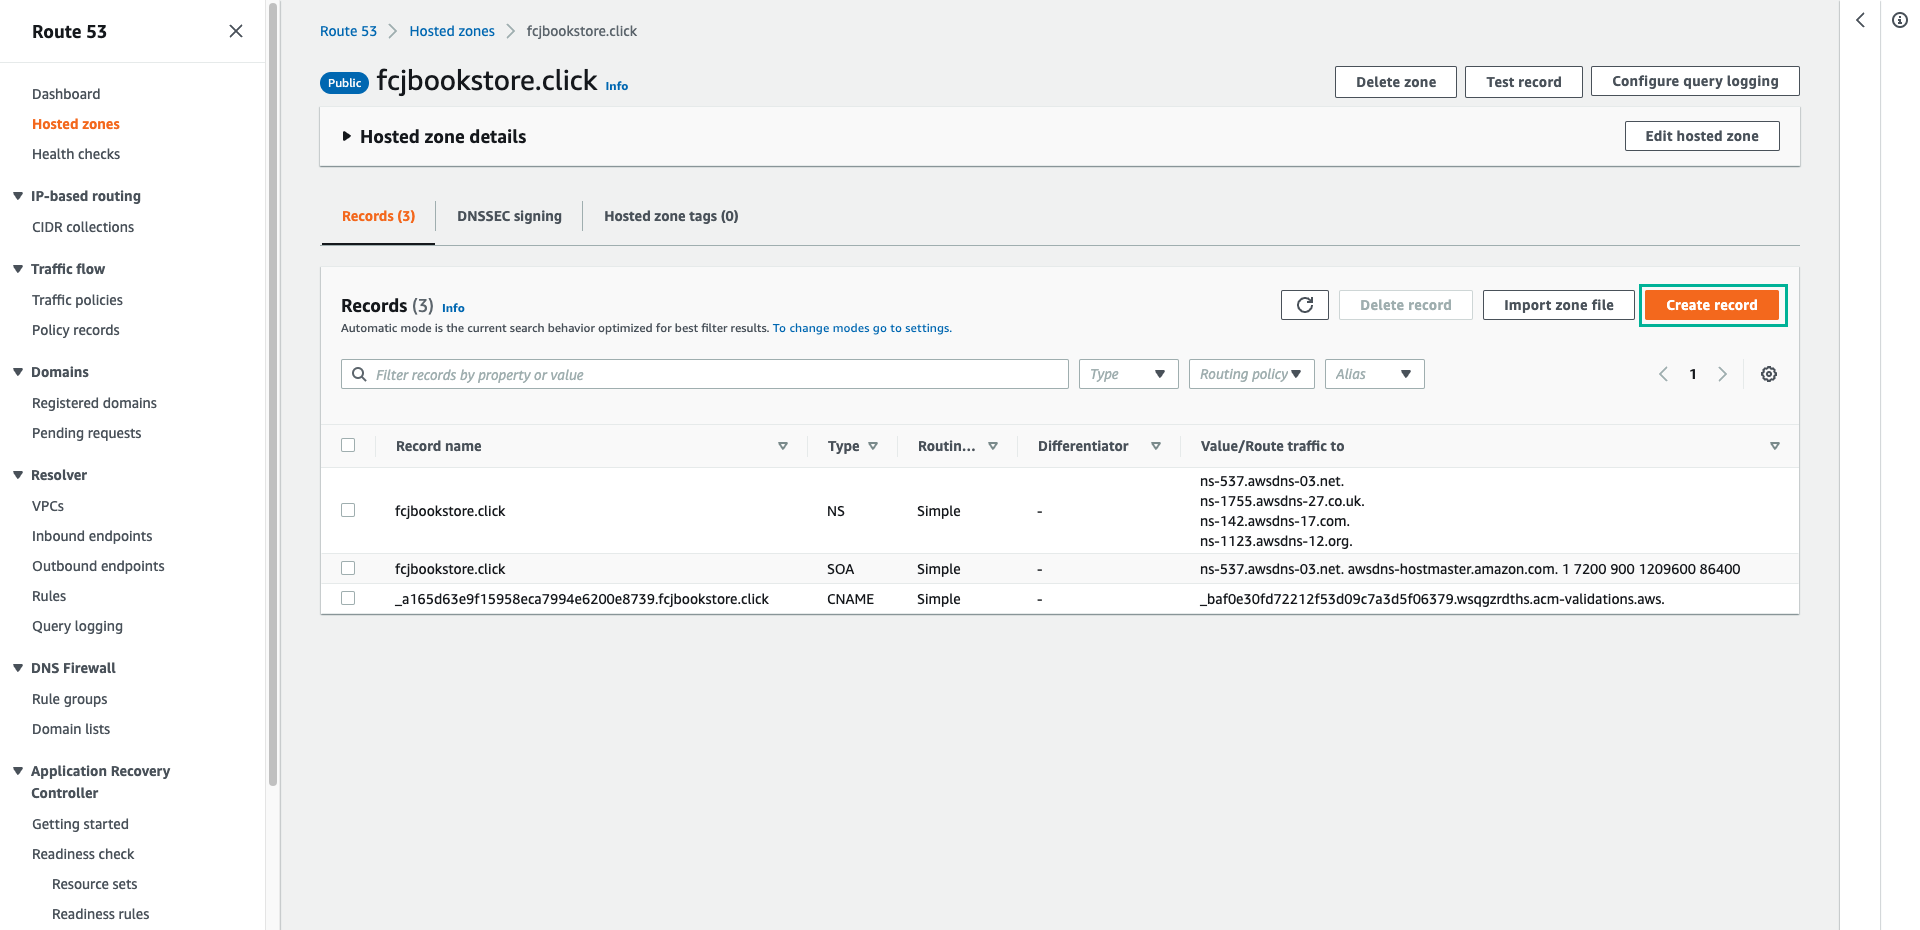 Route 53
Dashboard
Hosted zones
Health checks
IP-based routing
CIDR collections
Traffic flow
Traffic policies
Policy records
Domains
Registered domains
Pending requests
Resolver
VPCs
Inbound endpoints
Outbound endpoints
Rules
Query logging
DNS Firewall
Rule groups
Domain lists
Application Recovery
Controller
Getting started
Readiness check
Resource sets
Readiness rules
Route 53 Hosted zones fcjbookstore.click
Public fcjbookstore.click Info
Delete zone Test record Configure query logging
Hosted zone details Edit hosted zone
Records (3) DNSSEC signing Hosted zone tags (0)
Records (3) Info
Automatic mode is the current search behavior optimized for best filter results. To change modes go to settings.
Delete record Import zone file Create record
Filter records by property or value Type Routing policy Alias 1
Record name Type Routin... Differentiator Value/Route traffic to
fcjbookstore.click NS Simple - ns-537.awsdns-03.net.
ns-1755.awsdns-27.co.uk.
ns-142.awsdns-17.com.
ns-1123.awsdns-12.org.
fcjbookstore.click SOA Simple - ns-537.awsdns-03.net. awsdns-hostmaster.amazon.com. 1 7200 900 1209600 86400
_a165d63e9f15958eca7994e6200e8739.fcjbookstore.click CNAME Simple - _baf0e30fd72212f53d09c7a3d5f06379.wsqgzrdths.acm-validations.aws.